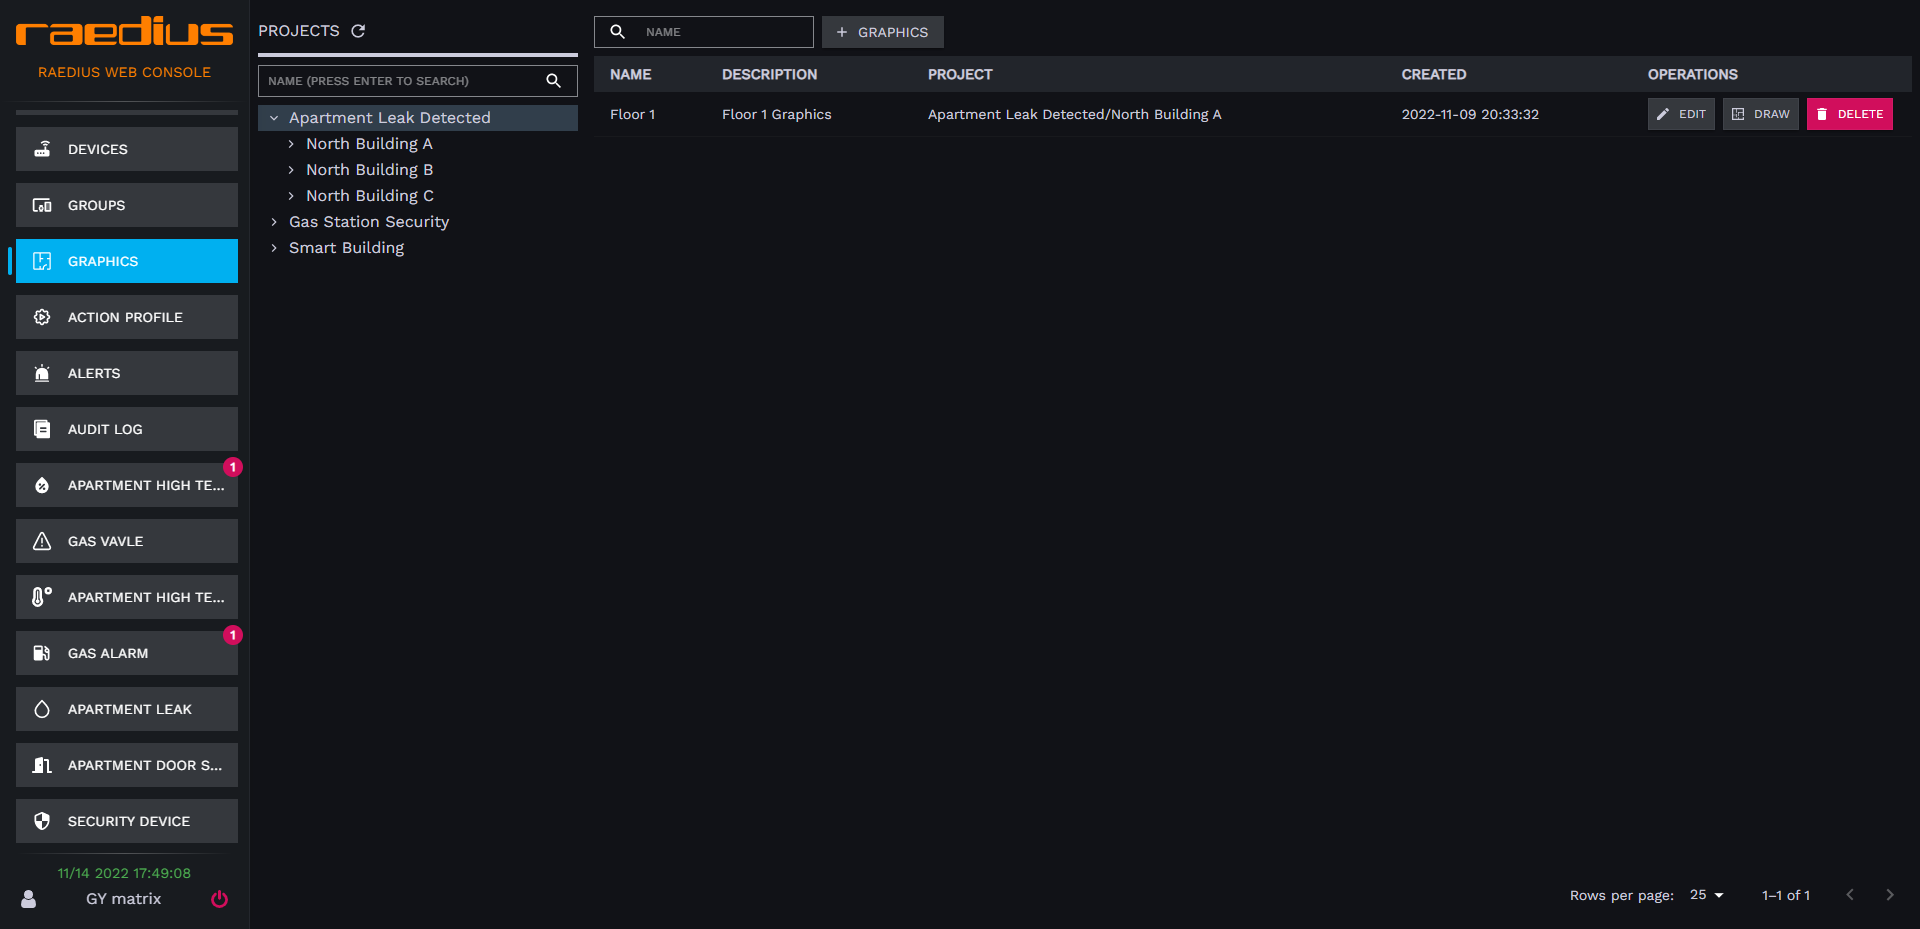 raedius
RAEDIUS WEB CONSOLE
DEVICES
GROUPS
GRAPHICS
ACTION PROFILE
ALERTS
AUDIT LOG
1
APARTMENT HIGH TE...
GAS VAVLE
APARTMENT HIGH TE...
1
GAS ALARM
APARTMENT LEAK
APARTMENT DOOR S...
SECURITY DEVICE
11/14 2022 17:49:08
GY matrix
PROJECTS
NAME (PRESS ENTER TO SEARCH)
Apartment Leak Detected
North Building A
North Building B
North Building C
Gas Station Security
Smart Building
NAME + GRAPHICS
NAME DESCRIPTION PROJECT CREATED OPERATIONS
Floor 1 Floor 1 Graphics Apartment Leak Detected/North Building A 2022-11-09 20:33:32 EDIT DRAW DELETE
Rows per page: 25 1–1 of 1